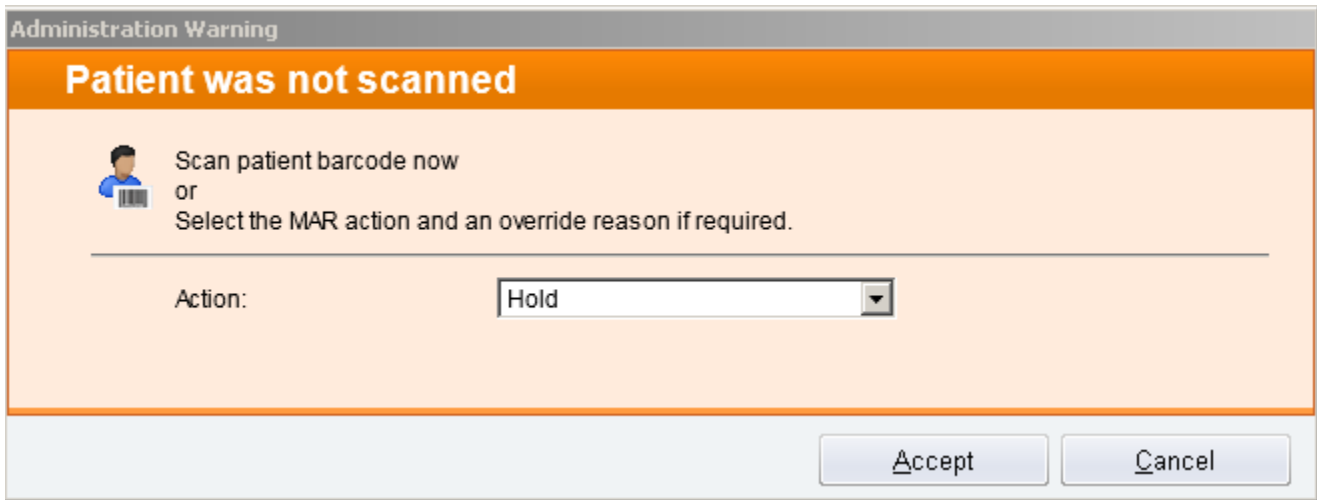 Administration Warning
Patient was not scanned
Scan patient barcode now
or
Select the MAR action and an override reason if required.
Action: Hold
Accept Cancel